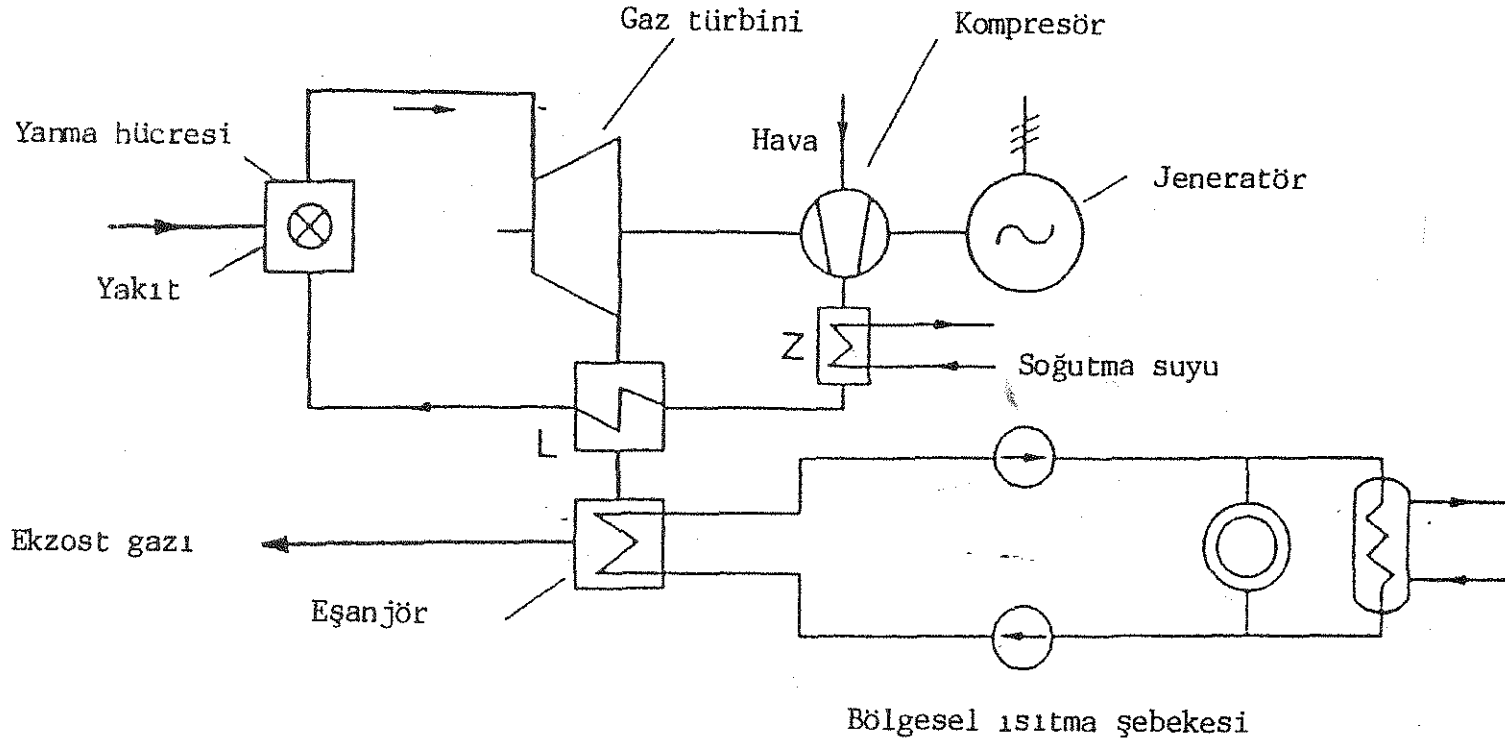 Gaz türbini
Kompresör
Yanma hücresi
Hava
Jeneratör
Yakıt
Z
Soğutma suyu
L
Ekzost gazı
Eşanjör
Bölgesel ısıtma şebekesi